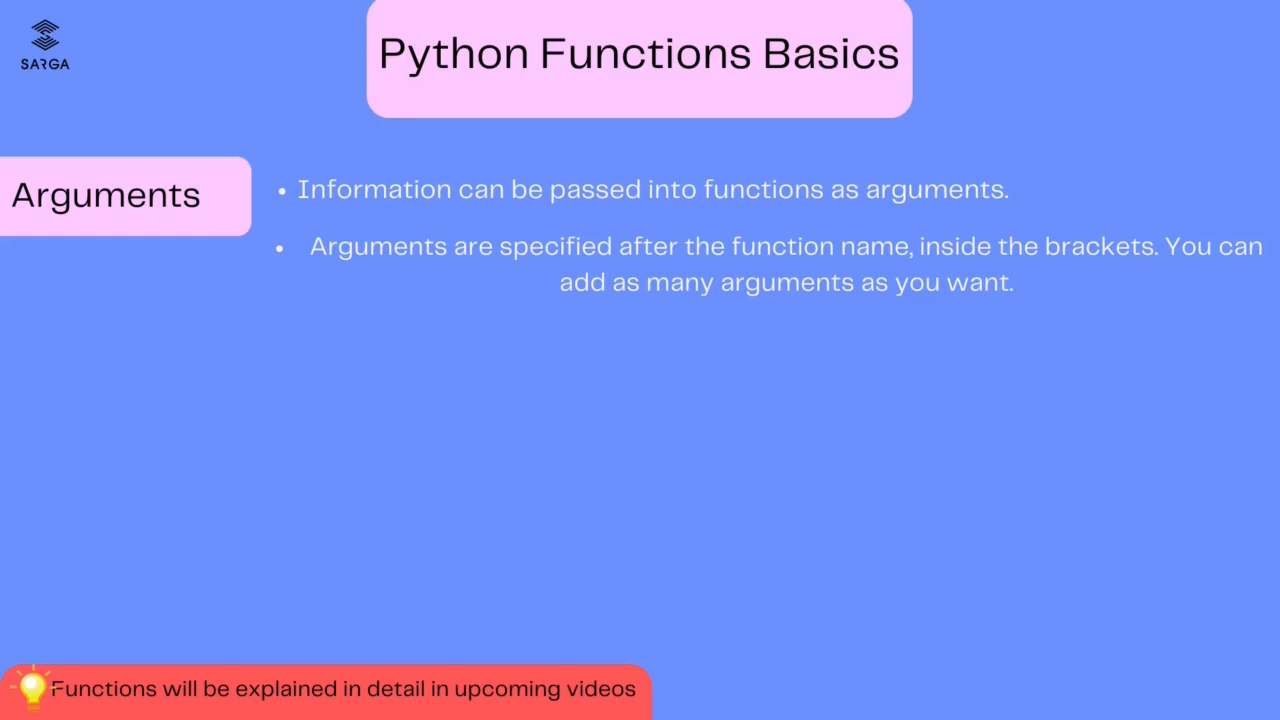 SARGA
Python Functions Basics
Arguments
• Information can be passed into functions as arguments.
• Arguments are specified after the function name, inside the brackets. You can
add as many arguments as you want.
Functions will be explained in detail in upcoming videos